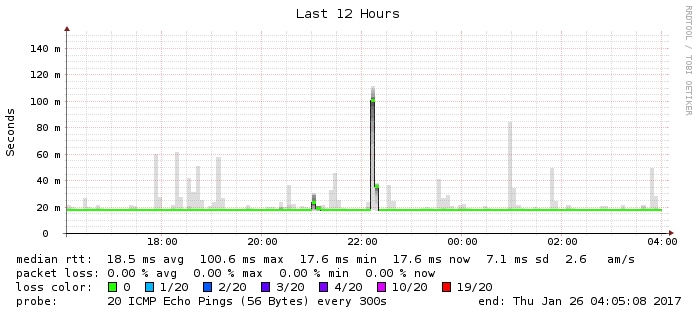 Last 12 Hours
RRDTOOL / TOBI OETIKER
Seconds
140 m
120 m
100 m
80 m
60 m
40 m
20 m
0
18:00 20:00 22:00 00:00 02:00 04:00
median rtt: 18.5 ms avg 100.6 ms max 17.6 ms min 17.6 ms now 7.1 ms sd 2.6 am/s
packet loss: 0.00 % avg 0.00 % max 0.00 % min 0.00 % now
loss color: 0 1/20 2/20 3/20 4/20 10/20 19/20
probe: 20 ICMP Echo Pings (56 Bytes) every 300s end: Thu Jan 26 04:05:08 2017